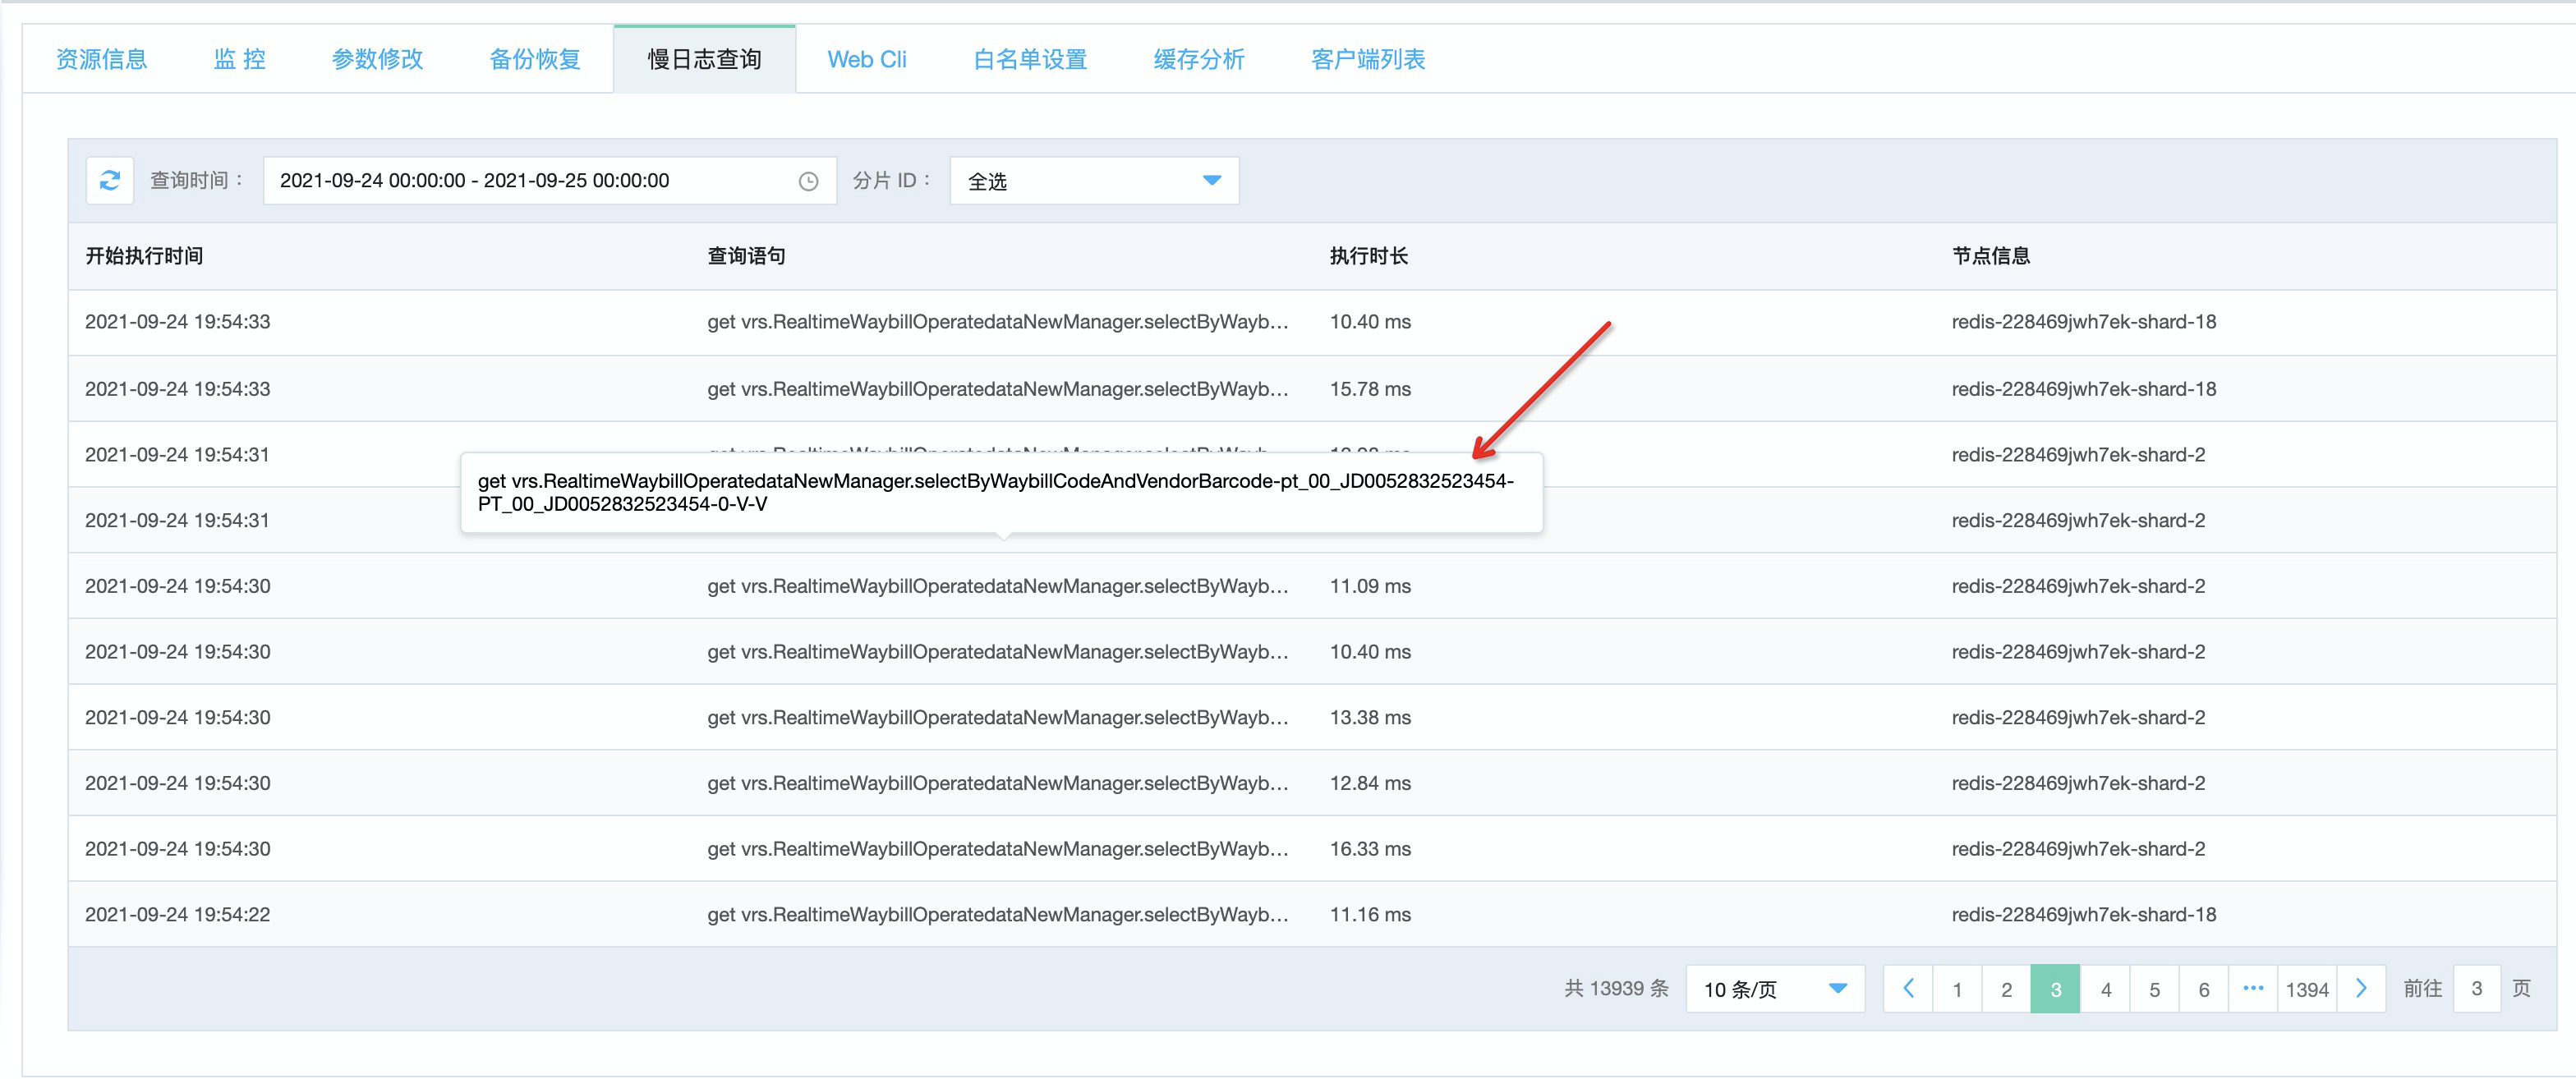 资源信息 监 控 参数修改 备份恢复 慢日志查询 Web Cli 白名单设置 缓存分析 客户端列表
查询时间： 2021-09-24 00:00:00 - 2021-09-25 00:00:00 分片 ID： 全选
开始执行时间 查询语句 执行时长 节点信息
2021-09-24 19:54:33 get vrs.RealtimeWaybillOperatedataNewManager.selectByWayb... 10.40 ms redis-228469jwh7ek-shard-18
2021-09-24 19:54:33 get vrs.RealtimeWaybillOperatedataNewManager.selectByWayb... 15.78 ms redis-228469jwh7ek-shard-18
2021-09-24 19:54:31 redis-228469jwh7ek-shard-2
get vrs.RealtimeWaybillOperatedataNewManager.selectByWaybillCodeAndVendorBarcode-pt_00_JD0052832523454-
PT_00_JD0052832523454-0-V-V
2021-09-24 19:54:31 redis-228469jwh7ek-shard-2
2021-09-24 19:54:30 get vrs.RealtimeWaybillOperatedataNewManager.selectByWayb... 11.09 ms redis-228469jwh7ek-shard-2
2021-09-24 19:54:30 get vrs.RealtimeWaybillOperatedataNewManager.selectByWayb... 10.40 ms redis-228469jwh7ek-shard-2
2021-09-24 19:54:30 get vrs.RealtimeWaybillOperatedataNewManager.selectByWayb... 13.38 ms redis-228469jwh7ek-shard-2
2021-09-24 19:54:30 get vrs.RealtimeWaybillOperatedataNewManager.selectByWayb... 12.84 ms redis-228469jwh7ek-shard-2
2021-09-24 19:54:30 get vrs.RealtimeWaybillOperatedataNewManager.selectByWayb... 16.33 ms redis-228469jwh7ek-shard-2
2021-09-24 19:54:22 get vrs.RealtimeWaybillOperatedataNewManager.selectByWayb... 11.16 ms redis-228469jwh7ek-shard-18
共 13939 条 10 条/页 1 2 3 4 5 6 ... 1394 前往 3 页